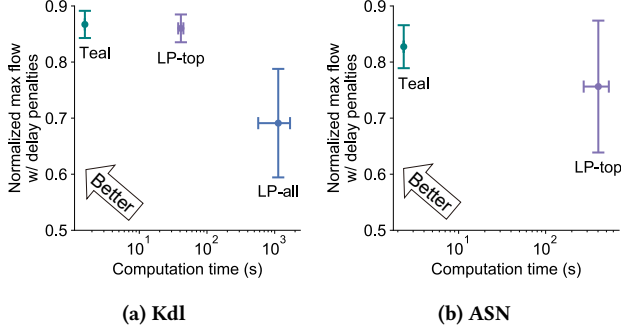 Normalized max flow
w/ delay penalties
0.9
0.8
0.7
0.6
0.5
Teal
LP-top
LP-all
Better
10¹
10²
10³
Computation time (s)
(a) Kdl
Normalized max flow
w/ delay penalties
0.9
0.8
0.7
0.6
0.5
Teal
LP-top
Better
10¹
10²
Computation time (s)
(b) ASN